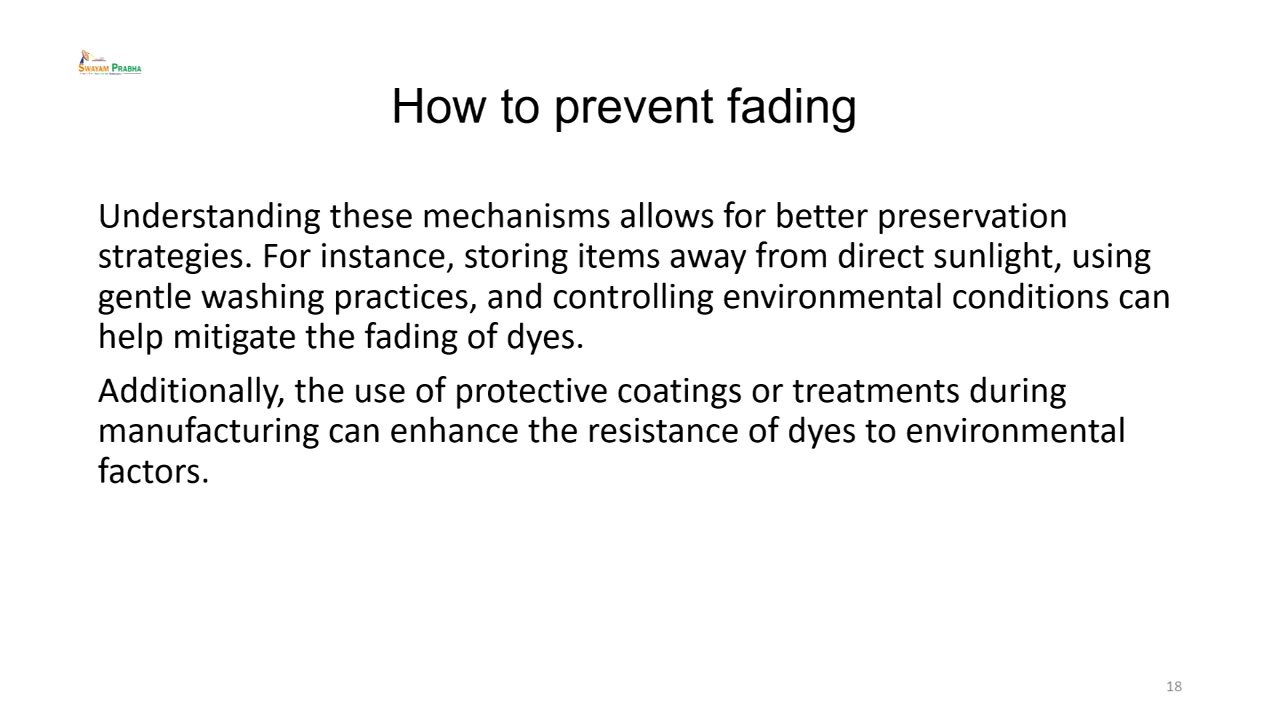 SWAYAM PRABHA
How to prevent fading
Understanding these mechanisms allows for better preservation
strategies. For instance, storing items away from direct sunlight, using
gentle washing practices, and controlling environmental conditions can
help mitigate the fading of dyes.
Additionally, the use of protective coatings or treatments during
manufacturing can enhance the resistance of dyes to environmental
factors.
18